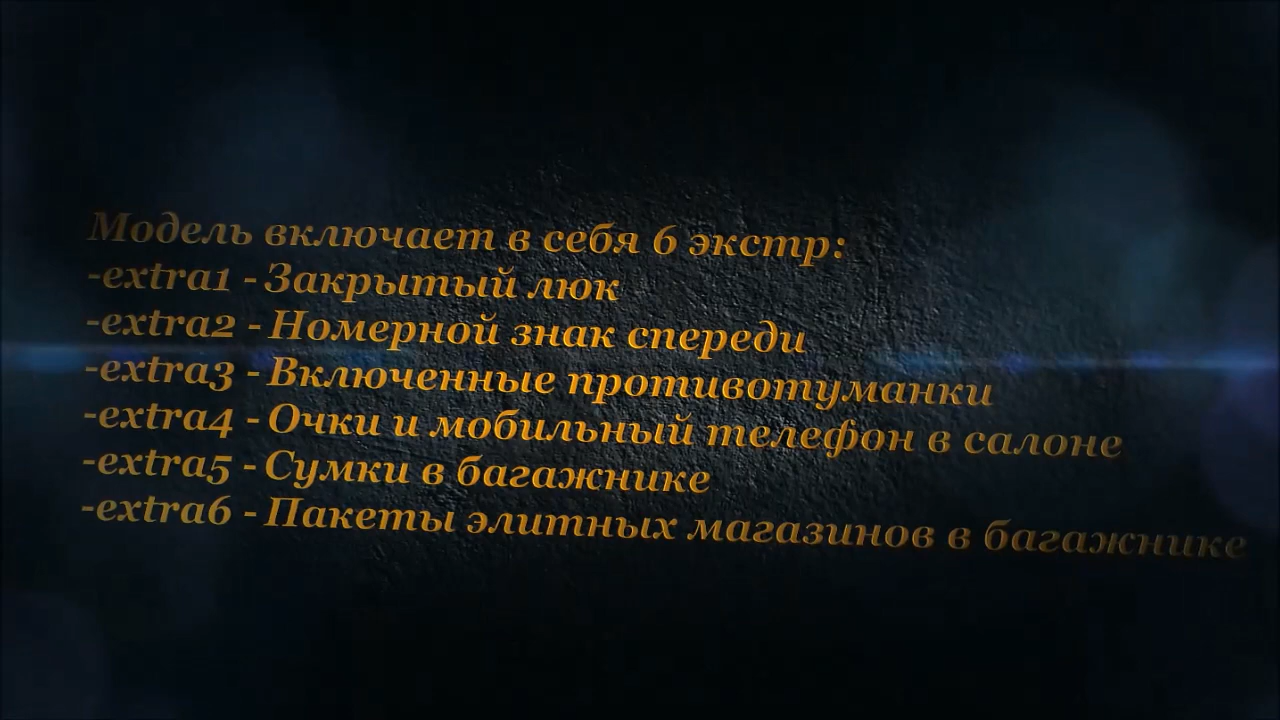 Модель включает в себя 6 экстр:
-extra1 - Закрытый люк
-extra2 - Номерной знак спереди
-extra3 - Включенные противотуманки
-extra4 - Очки и мобильный телефон в салоне
-extra5 - Сумки в багажнике
-extra6 - Пакеты элитных магазинов в багажнике